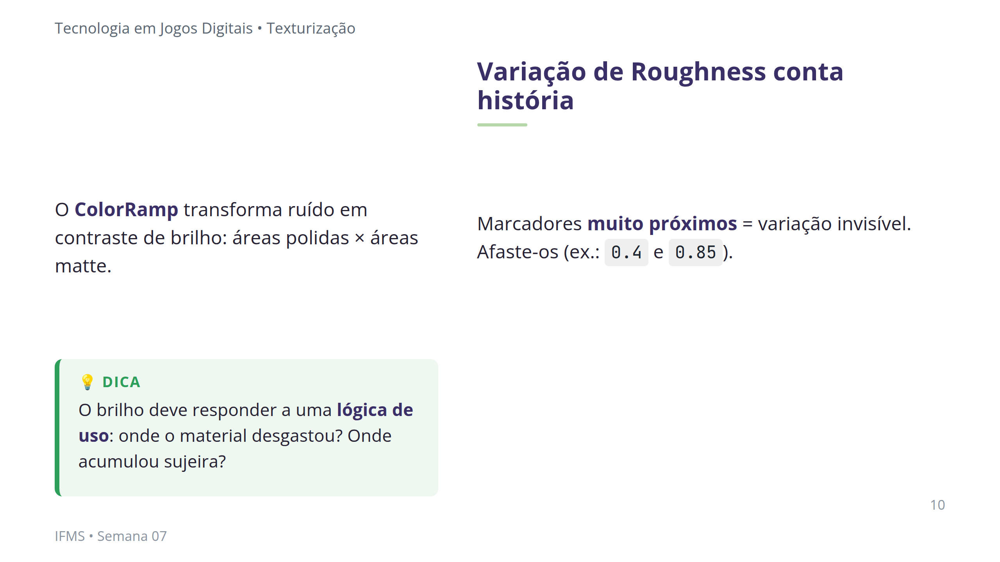 Tecnologia em Jogos Digitais • Texturização
Variação de Roughness conta
história
O ColorRamp transforma ruído em
contraste de brilho: áreas polidas × áreas
matte.
Marcadores muito próximos = variação invisível.
Afaste-os (ex.: 0.4 e 0.85).
💡 DICA
O brilho deve responder a uma lógica de
uso: onde o material desgastou? Onde
acumulou sujeira?
10
IFMS • Semana 07